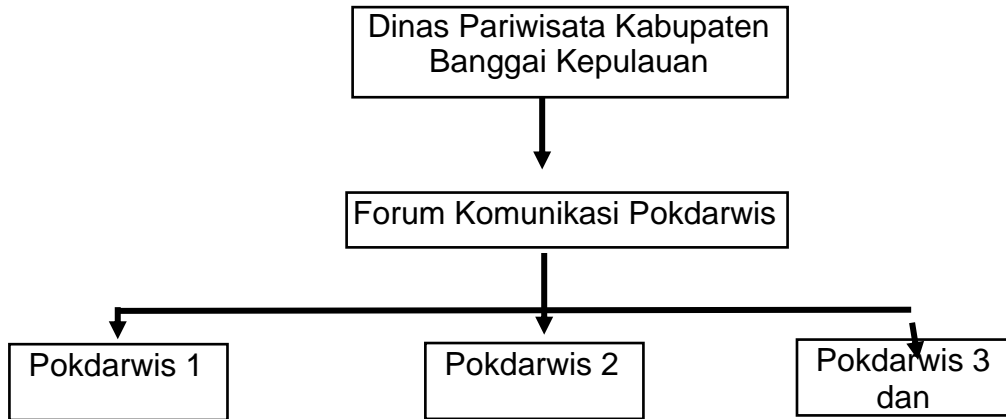 Dinas Pariwisata Kabupaten
Banggai Kepulauan
Forum Komunikasi Pokdarwis
Pokdarwis 1
Pokdarwis 2
Pokdarwis 3
dan